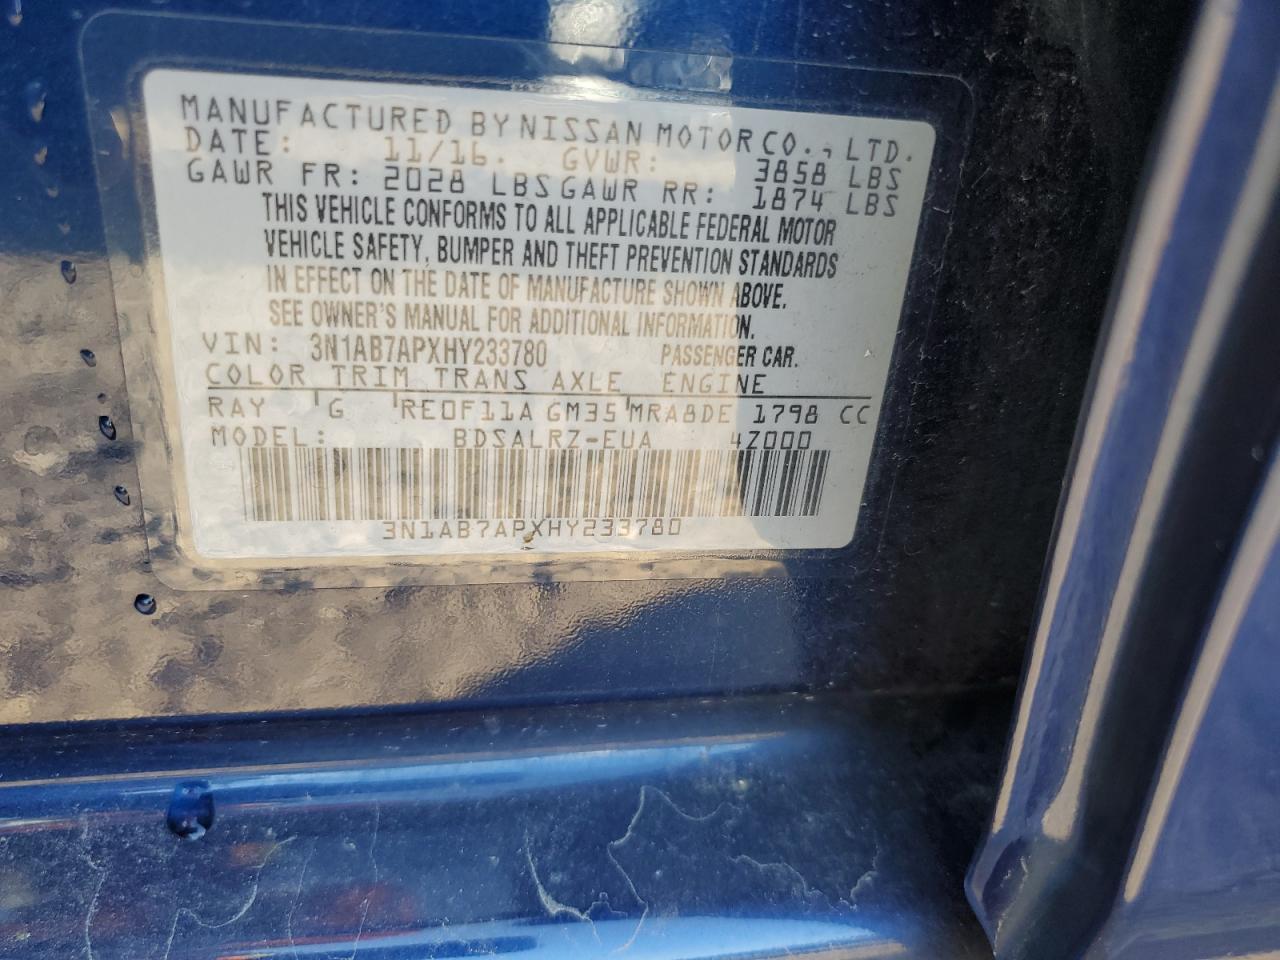 MANUFACTURED BY NISSAN MOTOR CO., LTD.
DATE: 11/16. GVWR: 3858 LBS
GAWR FR: 2028 LBS GAWR RR: 1874 LBS
THIS VEHICLE CONFORMS TO ALL APPLICABLE FEDERAL MOTOR
VEHICLE SAFETY, BUMPER AND THEFT PREVENTION STANDARDS
IN EFFECT ON THE DATE OF MANUFACTURE SHOWN ABOVE.
SEE OWNER'S MANUAL FOR ADDITIONAL INFORMATION.
VIN: 3N1AB7APXHY233780 PASSENGER CAR.
COLOR TRIM TRANS AXLE ENGINE
RAY G RE0F11A GM35 MRA8DE 1798 CC
MODEL: BDSALRZ-EUA 4Z000
3N1AB7APXHY233780